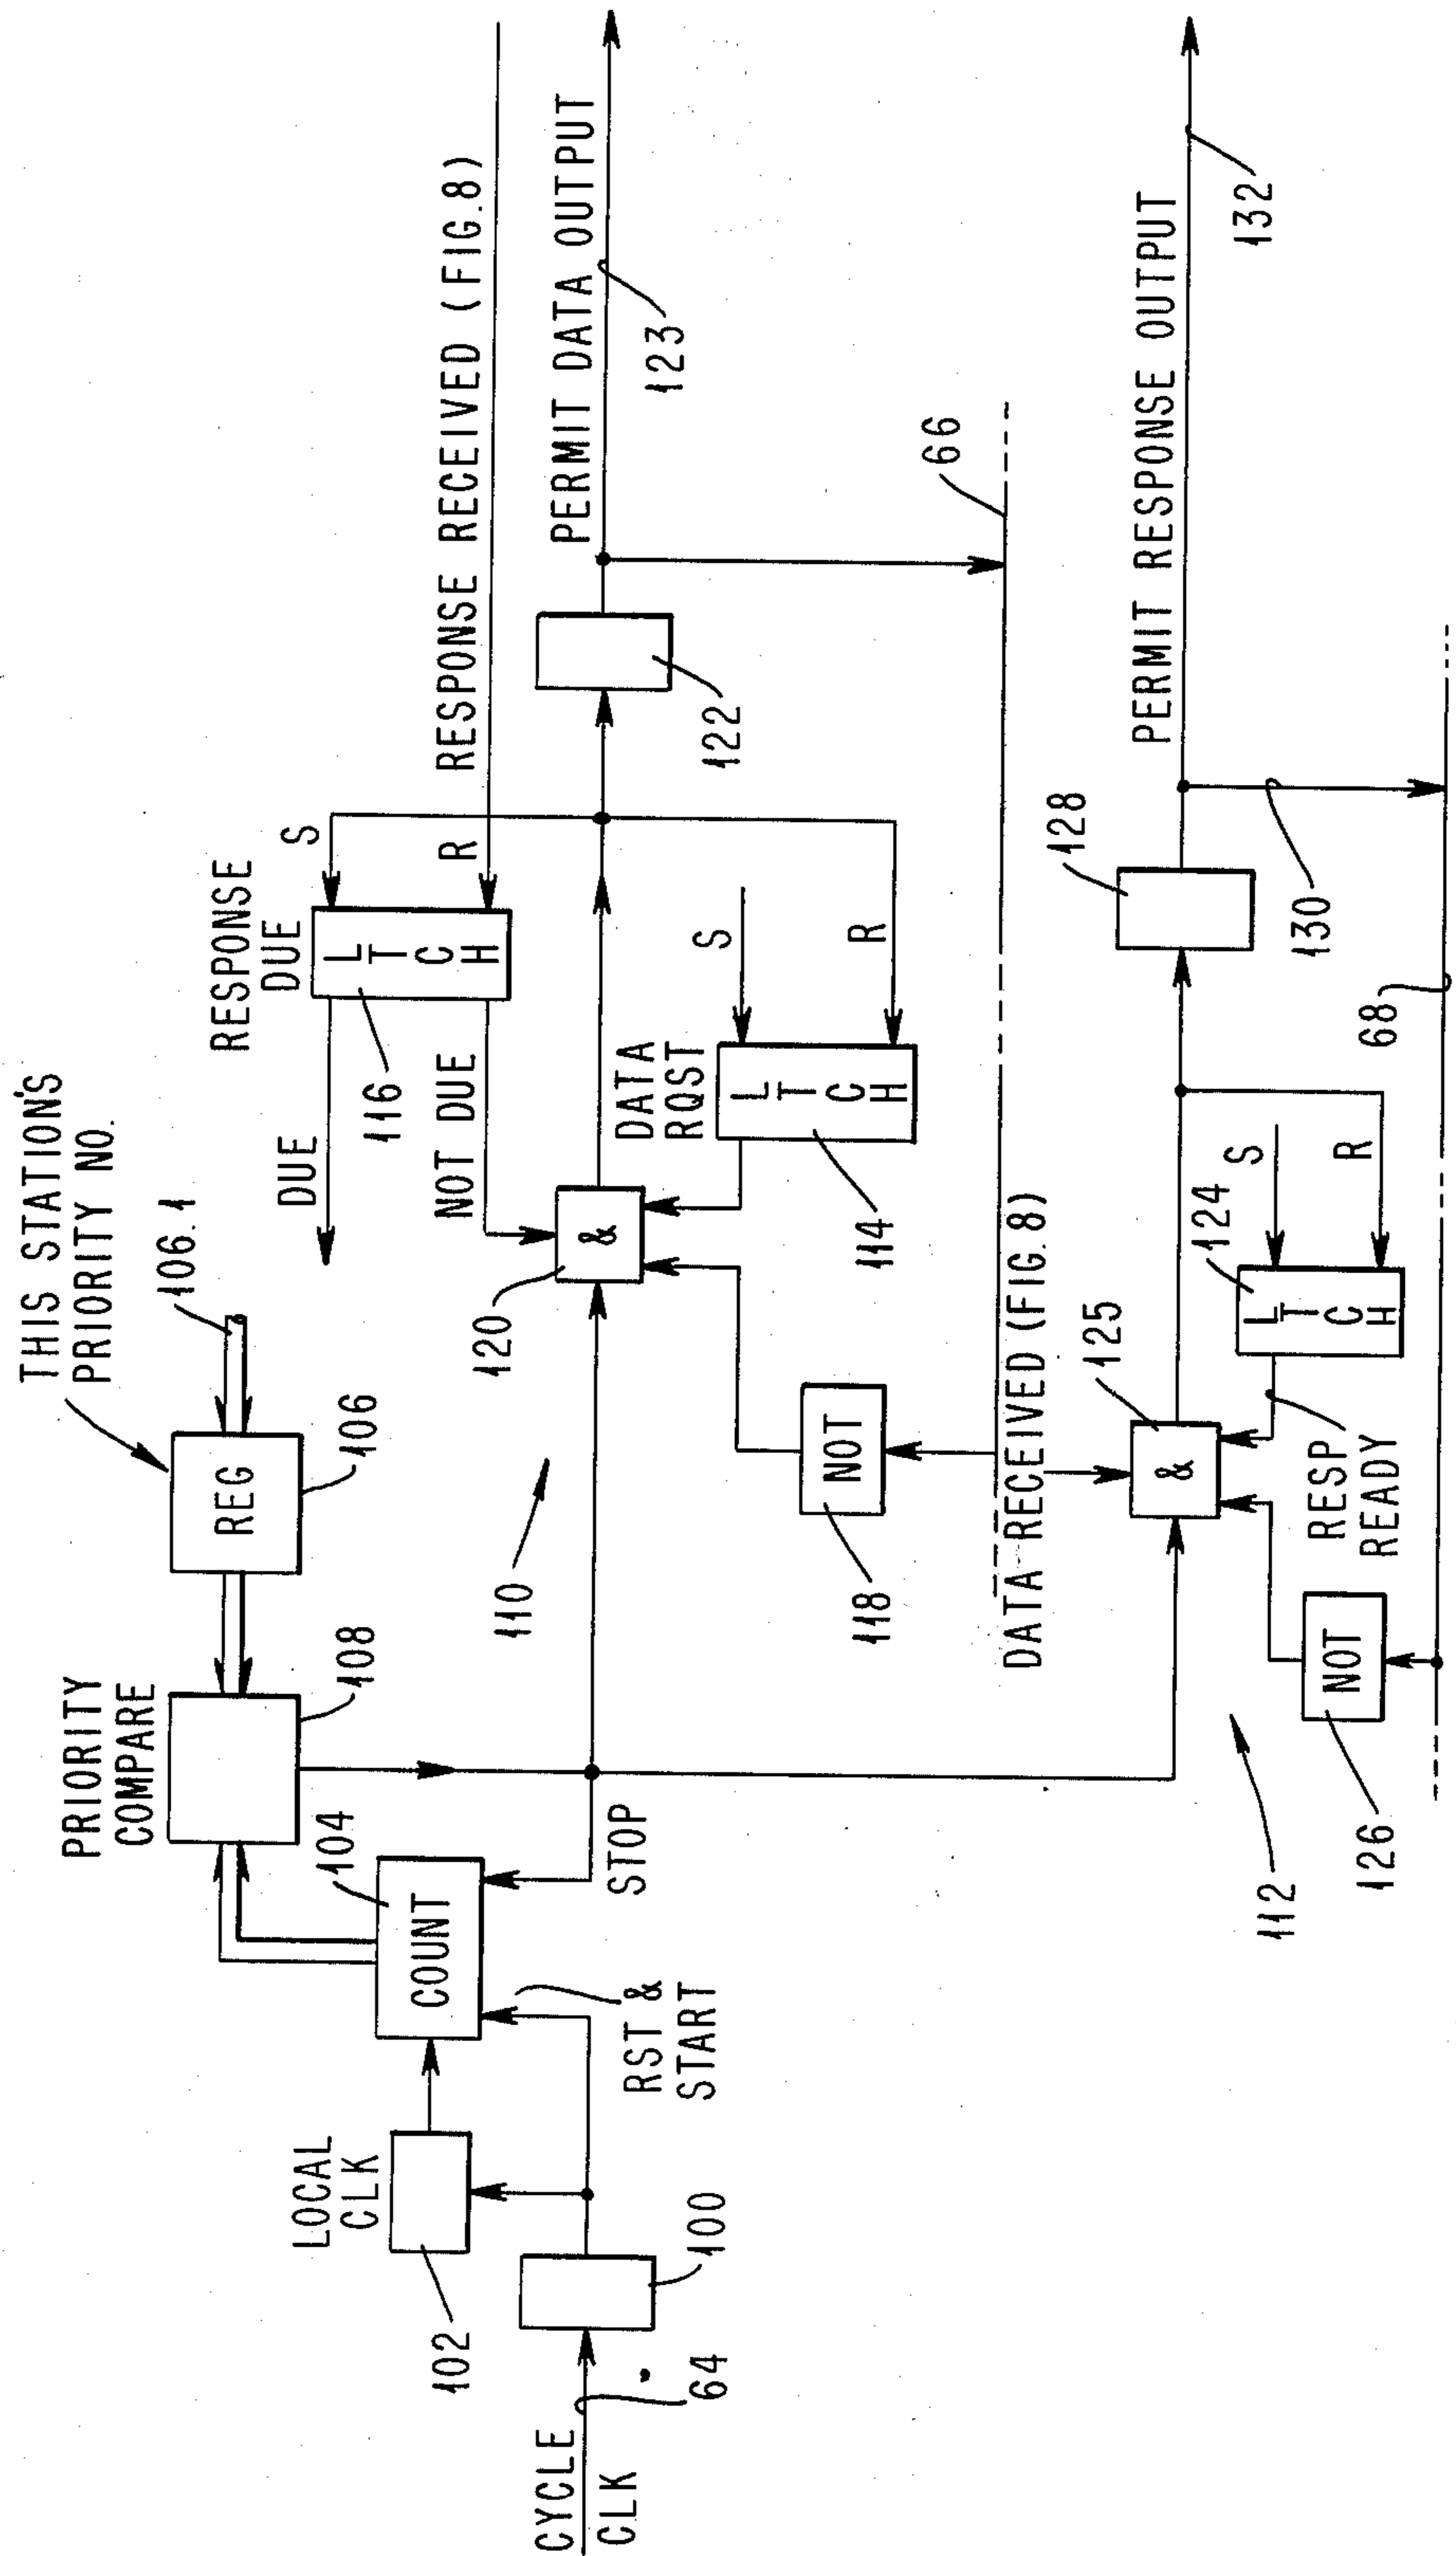 THIS STATION'S
PRIORITY NO.
106.1
REG
106
PRIORITY
COMPARE
108
104
COUNT
STOP
RST &
START
LOCAL
CLK
102
100
CYCLE
CLK
64
RESPONSE
DUE
S
R
L
T
C
H
116
DUE
NOT DUE
RESPONSE RECEIVED (FIG.8)
PERMIT DATA OUTPUT
123
122
&
120
110
DATA
RQST
S
R
L
T
C
H
114
NOT
118
66
DATA RECEIVED (FIG.8)
&
125
124
S
R
L
T
C
H
RESP
READY
NOT
126
112
128
130
PERMIT RESPONSE OUTPUT
132
68